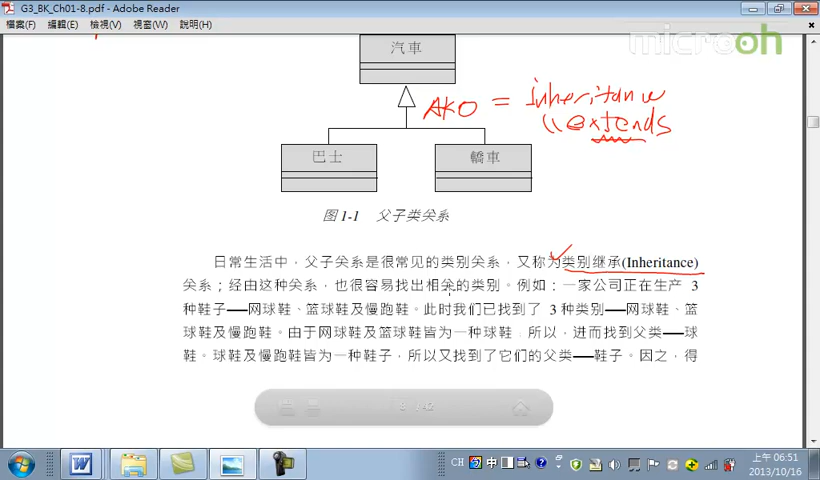 G3_BK_Ch01-8.pdf - Adobe Reader
檔案(F) 編輯(E) 檢視(V) 視窗(W) 說明(H)
microoh
汽車
AKO = Inheritance
extends
巴士
轎車
图 1-1 父子类关系
日常生活中，父子关系是很常见的类别关系，又称为类别继承(Inheritance)
关系；经由这种关系，也很容易找出相关的类别。例如：一家公司正在生产 3
种鞋子──网球鞋、篮球鞋及慢跑鞋。此时我们已找到了 3 种类别──网球鞋、篮
球鞋及慢跑鞋。由于网球鞋及篮球鞋皆为一种球鞋 所以，进而找到父类──球
鞋。球鞋及慢跑鞋皆为一种鞋子，所以又找到了它们的父类──鞋子。因之，得
CH 中
上午 06:51
2013/10/16